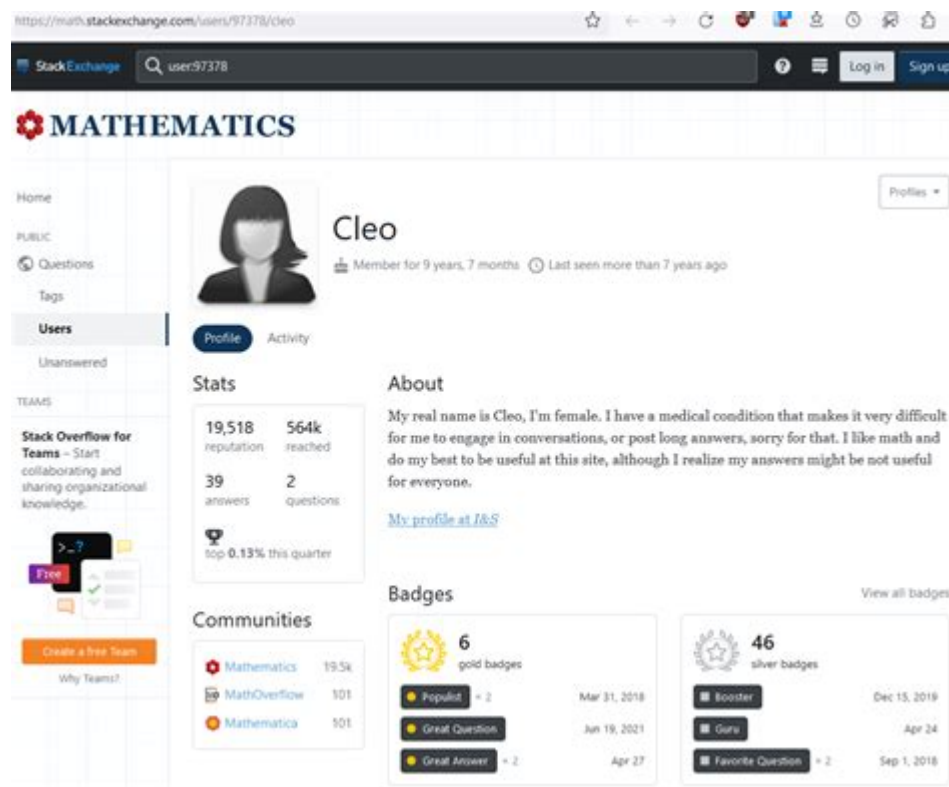 https://math.stackexchange.com/users/97378/cleo
StackExchange
user:97378
Log in
Sign up
MATHEMATICS
Home
PUBLIC
Questions
Tags
Users
Unanswered
TEAMS
Stack Overflow for
Teams – Start
collaborating and
sharing organizational
knowledge.
>_?
Free
Create a free Team
Why Teams?
Profiles
Cleo
Member for 9 years, 7 months Last seen more than 7 years ago
Profile Activity
Stats
19,518 564k
reputation reached
39 2
answers questions
top 0.13% this quarter
Communities
Mathematics 19.5k
MathOverflow 101
Mathematica 101
About
My real name is Cleo, I'm female. I have a medical condition that makes it very difficult
for me to engage in conversations, or post long answers, sorry for that. I like math and
do my best to be useful at this site, although I realize my answers might be not useful
for everyone.
My profile at I&S
Badges
View all badges
6
gold badges
Populist × 2 Mar 31, 2018
Great Question Jun 19, 2021
Great Answer × 2 Apr 27
46
silver badges
Booster Dec 15, 2019
Guru Apr 24
Favorite Question × 2 Sep 1, 2018